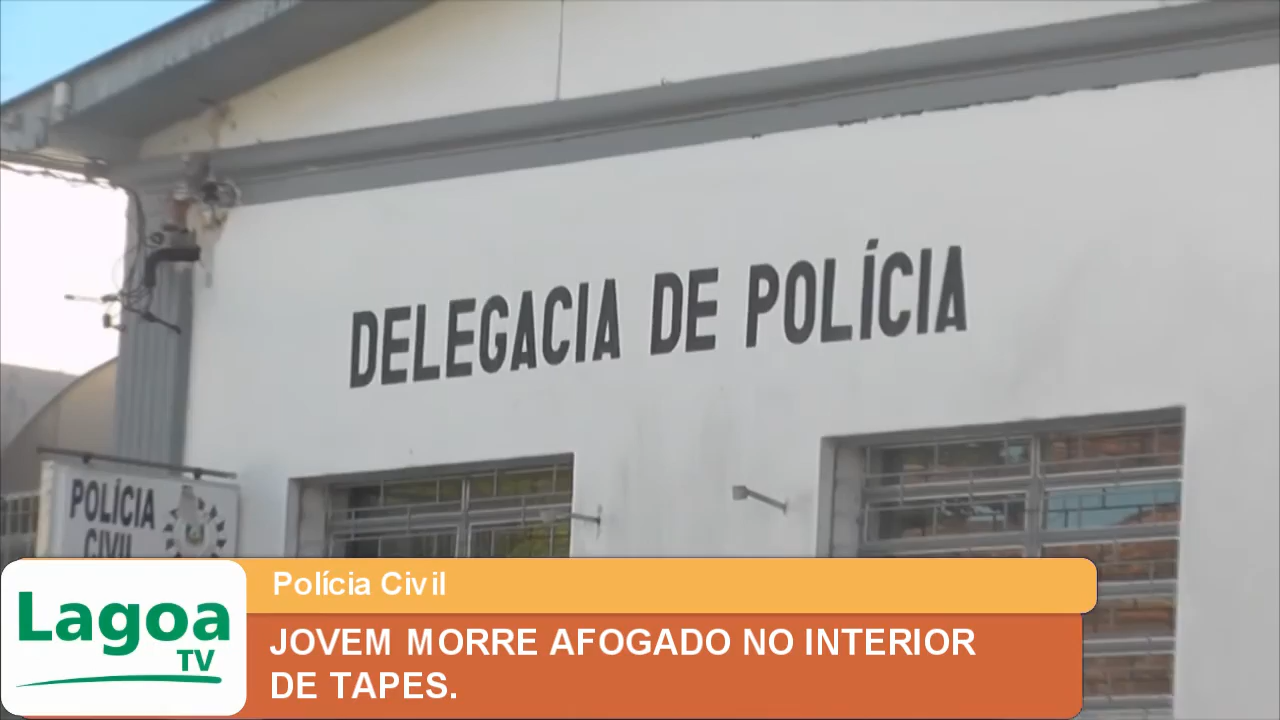 DELEGACIA DE POLÍCIA
POLÍCIA
CIVIL
Polícia Civil
Lagoa
TV
JOVEM MORRE AFOGADO NO INTERIOR
DE TAPES.